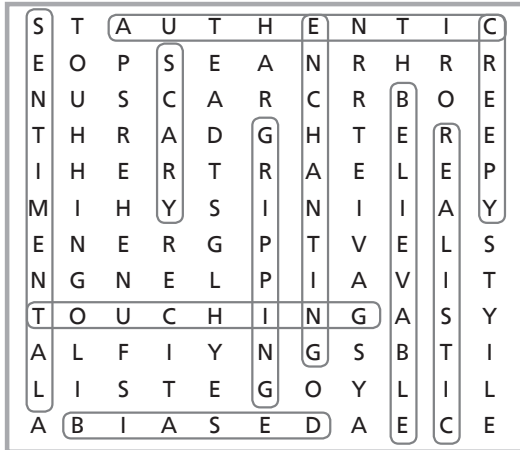 S T A U T H E N T I C
E O P S E A N R H R R
N U S C A R C R B O E
T H R A D G H T E R E
I H E R T R A E L E P
M I H Y S I N I I A Y
E N E R G P T V E L S
N G N E L P I A V I T
T O U C H I N G A S Y
A L F I Y N G S B T I
L I S T E G O Y L I L
A B I A S E D A E C E